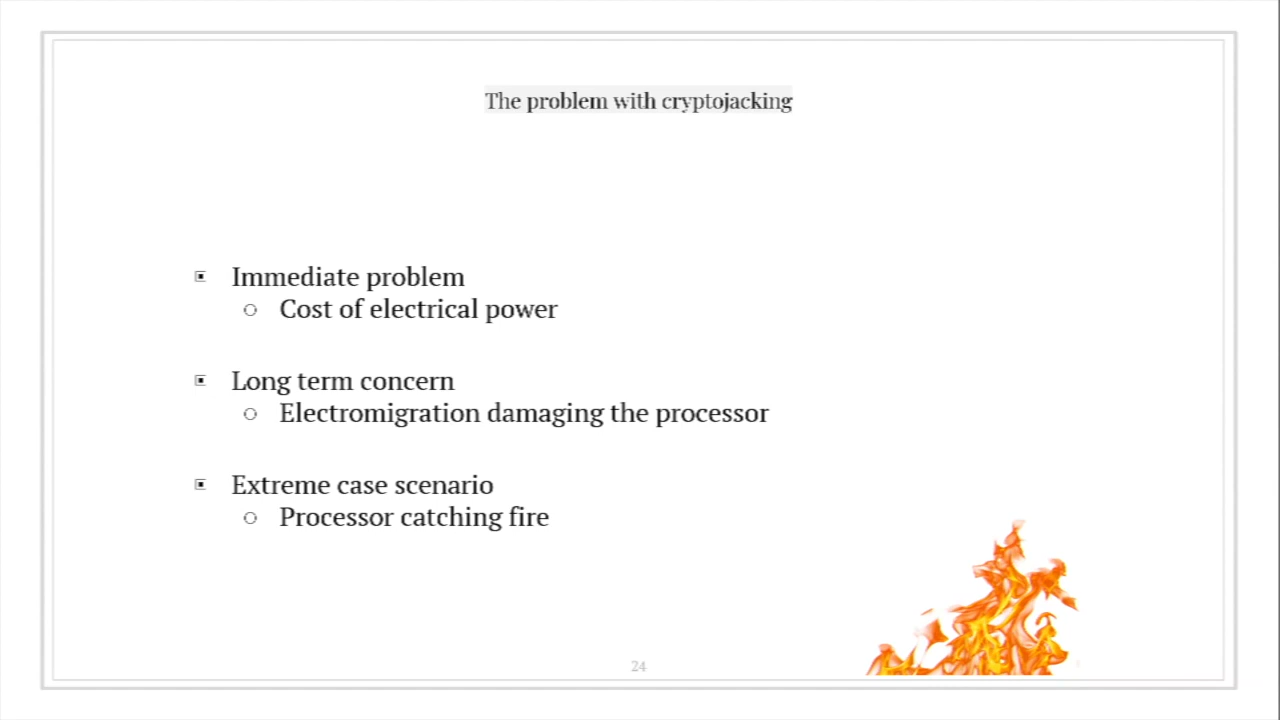 The problem with cryptojacking
Immediate problem
Cost of electrical power
Long term concern
Electromigration damaging the processor
Extreme case scenario
Processor catching fire
24